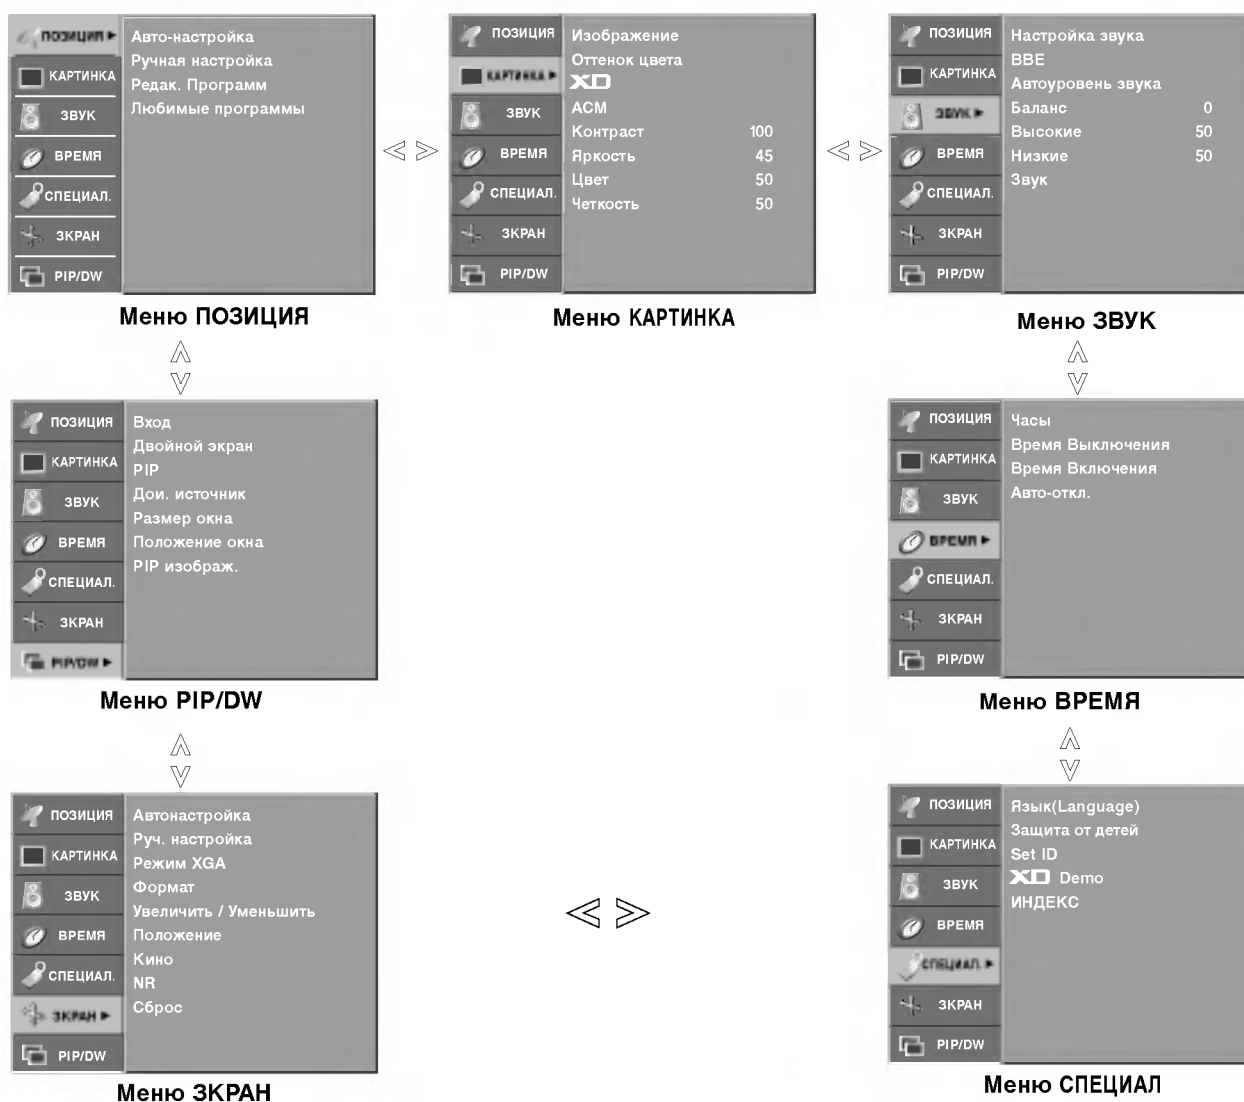 ПОЗИЦИЯ
КАРТИНКА
ЗВУК
ВРЕМЯ
СПЕЦИАЛ.
ЗКРАН
PIP/DW
Авто-настройка
Ручная настройка
Редак. Программ
Любимые программы
Меню ПОЗИЦИЯ
ПОЗИЦИЯ
КАРТИНКА
ЗВУК
ВРЕМЯ
СПЕЦИАЛ.
ЗКРАН
PIP/DW
Изображение
Оттенок цвета
XD
ACM
Контраст 100
Яркость 45
Цвет 50
Четкость 50
Меню КАРТИНКА
ПОЗИЦИЯ
КАРТИНКА
ЗВУК
ВРЕМЯ
СПЕЦИАЛ.
ЗКРАН
PIP/DW
Настройка звука
BBE
Автоуровень звука
Баланс 0
Высокие 50
Низкие 50
Звук
Меню ЗВУК
ПОЗИЦИЯ
КАРТИНКА
ЗВУК
ВРЕМЯ
СПЕЦИАЛ.
ЗКРАН
PIP/DW
Вход
Двойной экран
PIP
Дои. источник
Размер окна
Положение окна
PIP изображ.
Меню PIP/DW
ПОЗИЦИЯ
КАРТИНКА
ЗВУК
ВРЕМЯ
СПЕЦИАЛ.
ЗКРАН
PIP/DW
Часы
Время Выключения
Время Включения
Авто-откл.
Меню ВРЕМЯ
ПОЗИЦИЯ
КАРТИНКА
ЗВУК
ВРЕМЯ
СПЕЦИАЛ.
ЗКРАН
PIP/DW
Автонастройка
Руч. настройка
Режим XGA
Формат
Увеличить / Уменьшить
Положение
Кино
NR
Сброс
Меню ЗКРАН
ПОЗИЦИЯ
КАРТИНКА
ЗВУК
ВРЕМЯ
СПЕЦИАЛ.
ЗКРАН
PIP/DW
Язык(Language)
Защита от детей
Set ID
XD Demo
ИНДЕКС
Меню СПЕЦИАЛ